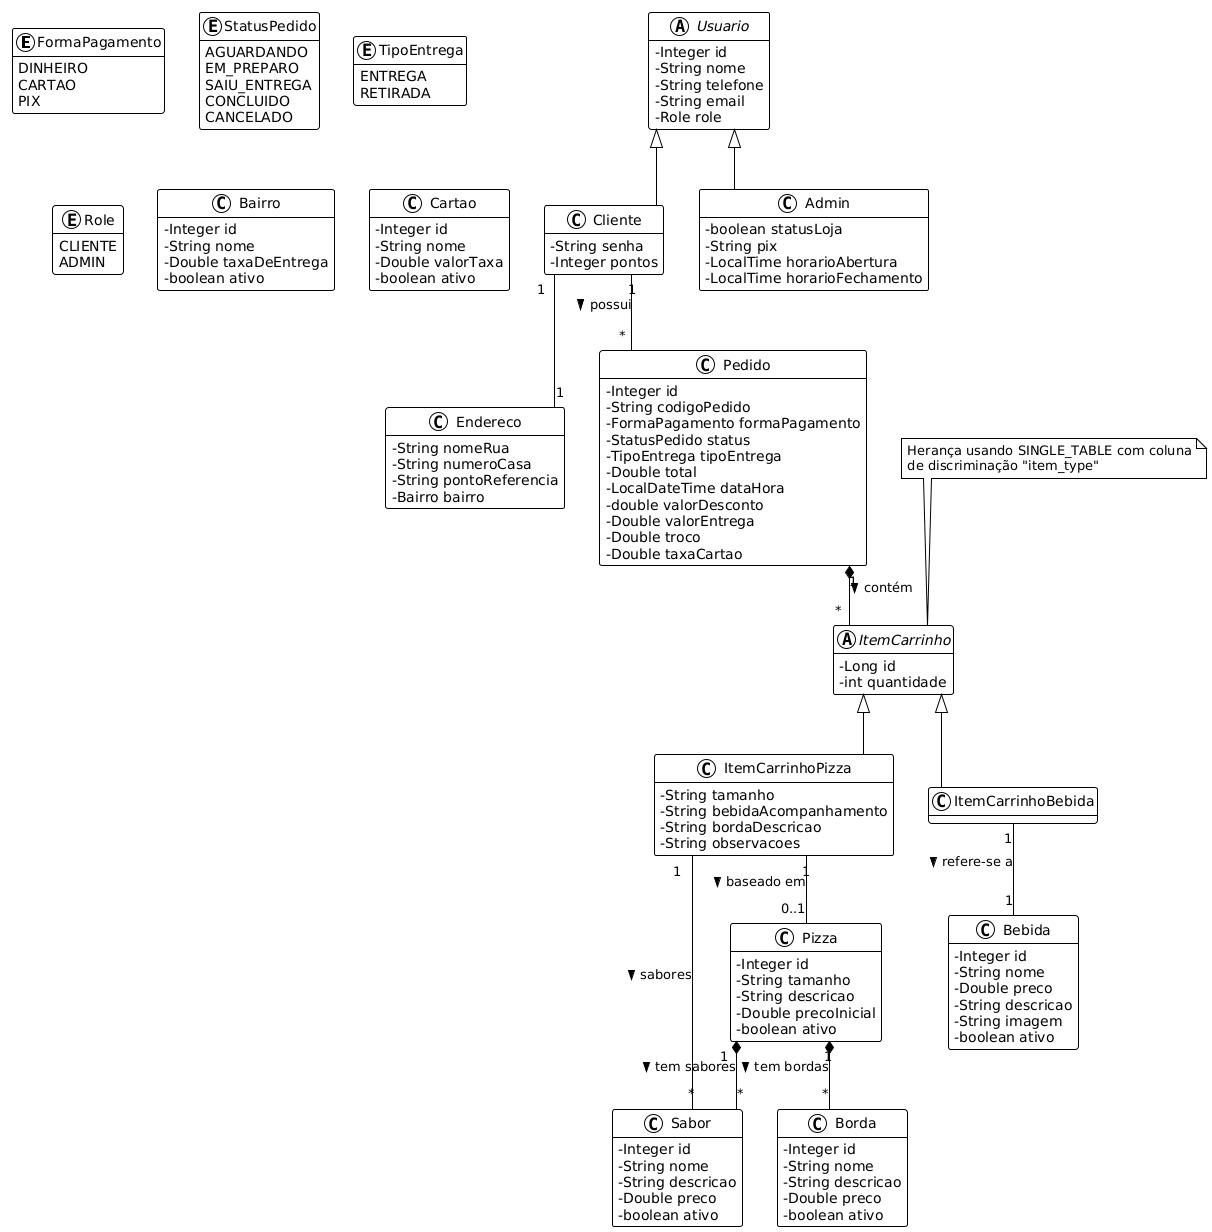 E FormaPagamento
DINHEIRO
CARTAO
PIX
E StatusPedido
AGUARDANDO
EM_PREPARO
SAIU_ENTREGA
CONCLUIDO
CANCELADO
E TipoEntrega
ENTREGA
RETIRADA
A Usuario
-Integer id
-String nome
-String telefone
-String email
-Role role
E Role
CLIENTE
ADMIN
C Bairro
-Integer id
-String nome
-Double taxaDeEntrega
-boolean ativo
C Cartao
-Integer id
-String nome
-Double valorTaxa
-boolean ativo
C Cliente
-String senha
-Integer pontos
C Admin
-boolean statusLoja
-String pix
-LocalTime horarioAbertura
-LocalTime horarioFechamento
1
1
possui
*
1
C Endereco
-String nomeRua
-String numeroCasa
-String pontoReferencia
-Bairro bairro
C Pedido
-Integer id
-String codigoPedido
-FormaPagamento formaPagamento
-StatusPedido status
-TipoEntrega tipoEntrega
-Double total
-LocalDateTime dataHora
-double valorDesconto
-Double valorEntrega
-Double troco
-Double taxaCartao
Herança usando SINGLE_TABLE com coluna
de discriminação "item_type"
1
contém
*
A ItemCarrinho
-Long id
-int quantidade
C ItemCarrinhoPizza
-String tamanho
-String bebidaAcompanhamento
-String bordaDescricao
-String observacoes
C ItemCarrinhoBebida
1
refere-se a
1
1
1
baseado em
0..1
C Pizza
-Integer id
-String tamanho
-String descricao
-Double precoInicial
-boolean ativo
C Bebida
-Integer id
-String nome
-Double preco
-String descricao
-String imagem
-boolean ativo
sabores
1
1
tem sabores
tem bordas
*
*
*
C Sabor
-Integer id
-String nome
-String descricao
-Double preco
-boolean ativo
C Borda
-Integer id
-String nome
-String descricao
-Double preco
-boolean ativo